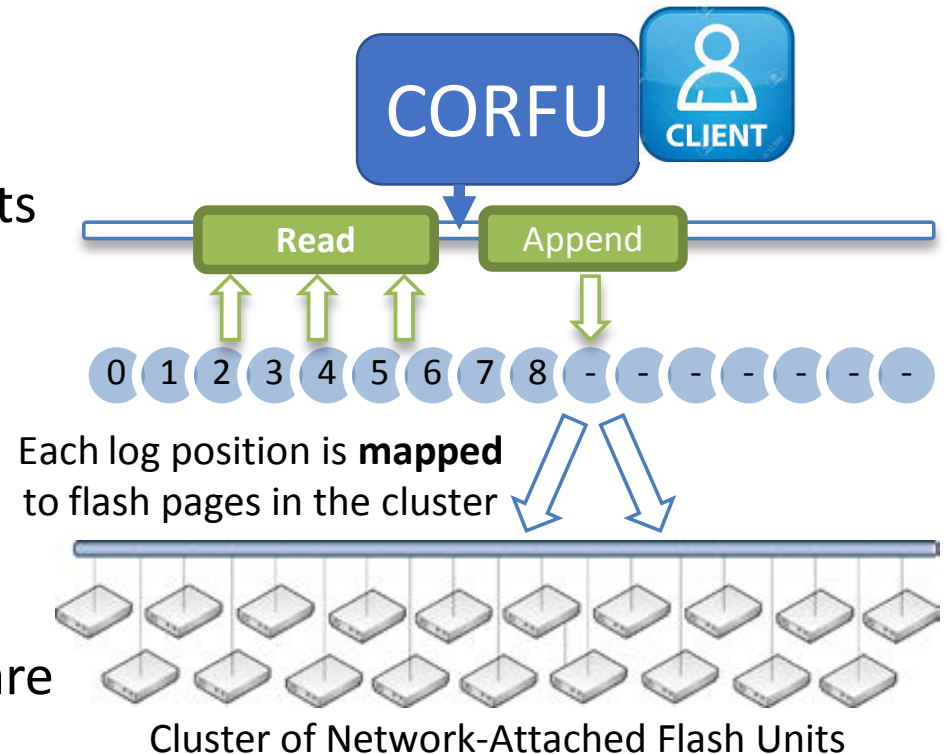 CORFU
CLIENT
ts
Read
Append
0 1 2 3 4 5 6 7 8 - - - - - - -
Each log position is mapped
to flash pages in the cluster
are
Cluster of Network-Attached Flash Units